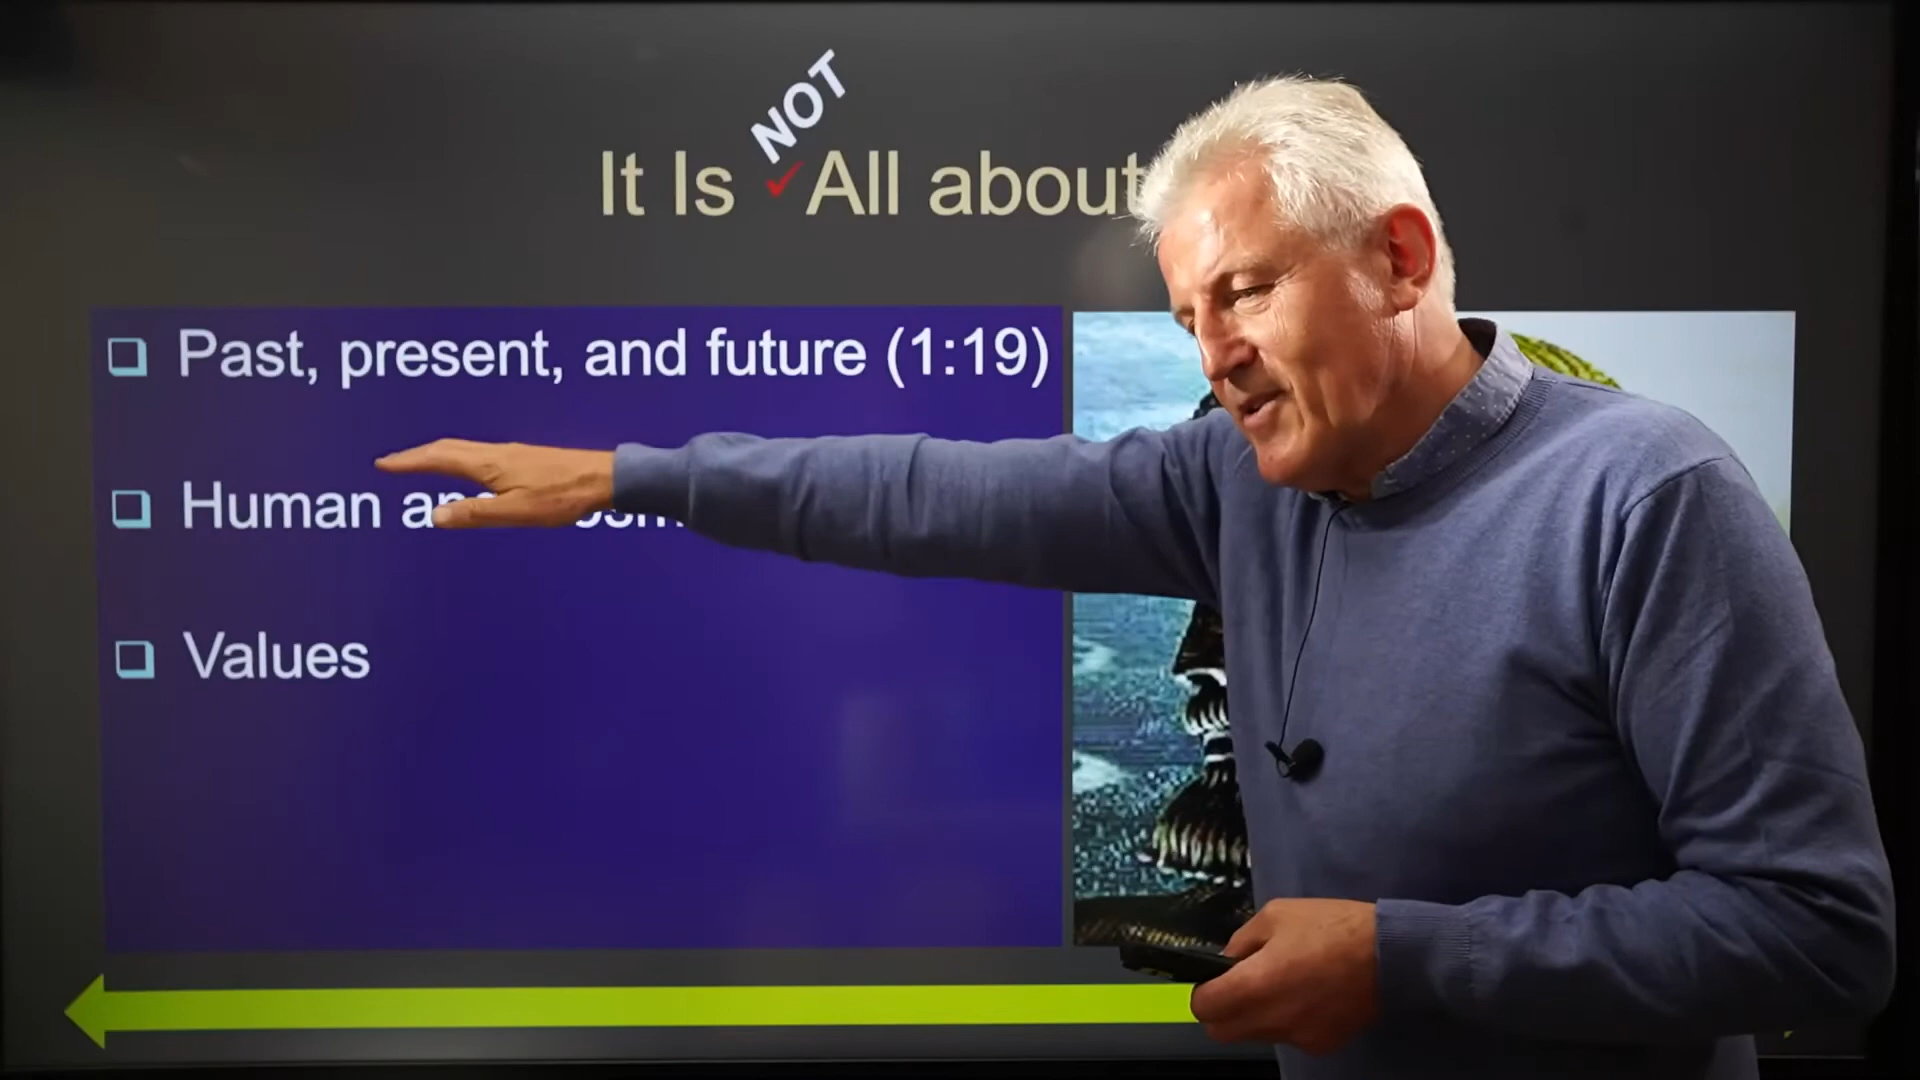 NOT
It Is All about
Past, present, and future (1:19)
Human
Values